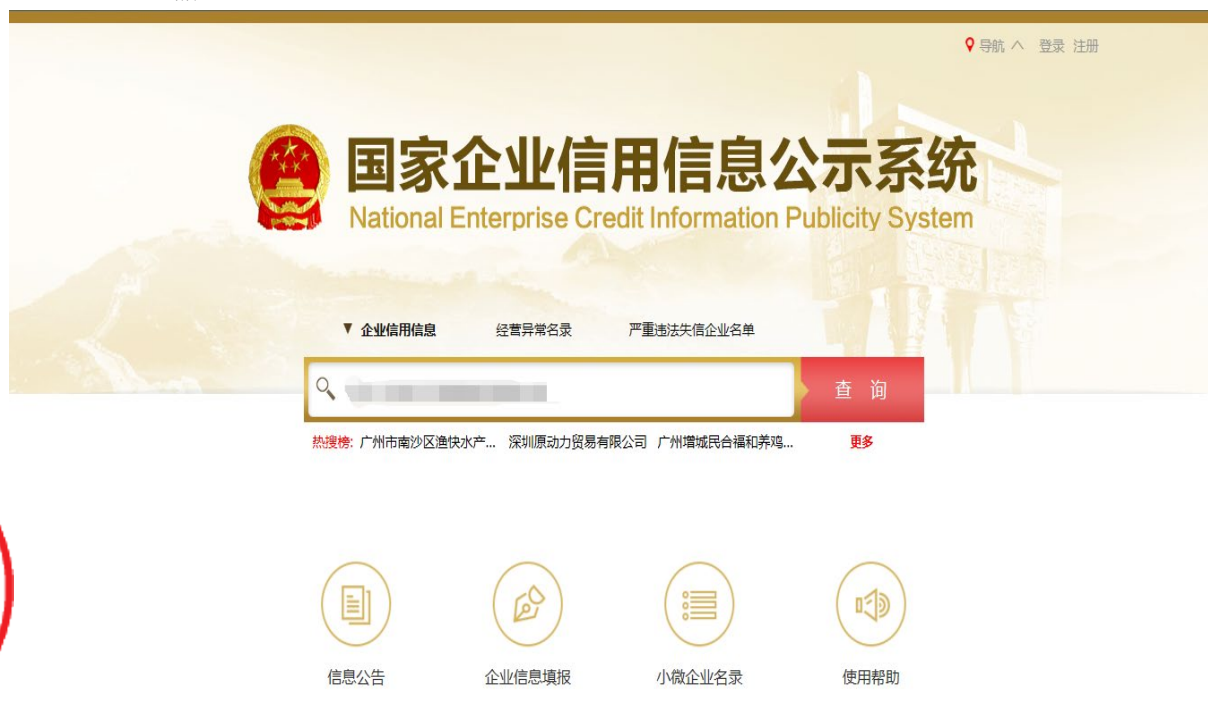 导航 へ 登录 注册
国家企业信用信息公示系统
National Enterprise Credit Information Publicity System
企业信用信息 经营异常名录 严重违法失信企业名单
查 询
热搜榜: 广州市南沙区渔快水产... 深圳原动力贸易有限公司 广州增城民合福和养鸡... 更多
信息公告 企业信息填报 小微企业名录 使用帮助